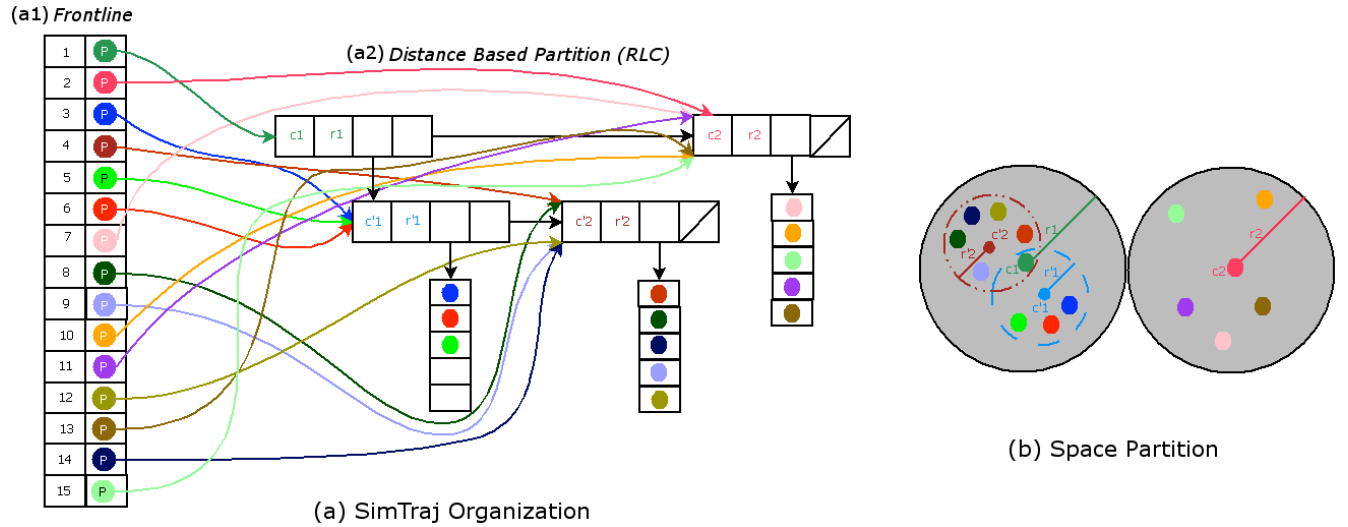 (a1) Frontline
(a2) Distance Based Partition (RLC)
1 P
2 P
3 P
4 P
5 P
6 P
7 P
8 P
9 P
10 P
11 P
12 P
13 P
14 P
15 P
c1 r1
c2 r2
c'1 r'1
c'2 r'2
r1
c'2
r'2
c1
r'1
c'1
r2
c2
(a) SimTraj Organization
(b) Space Partition